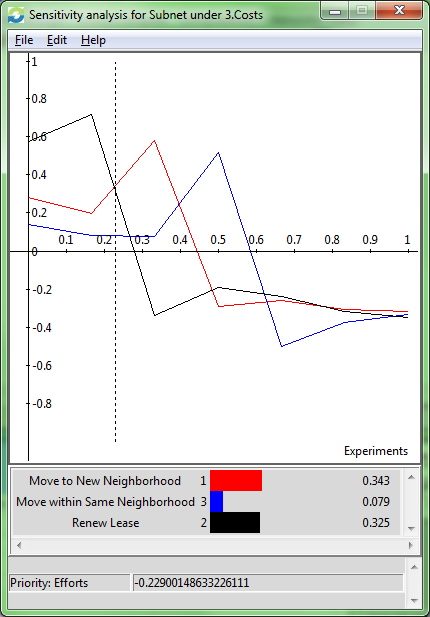 Sensitivity analysis for Subnet under 3.Costs
File Edit Help
1
0.8
0.6
0.4
0.2
0.1 0.2 0.3 0.4 0.5 0.6 0.7 0.8 0.9 1
0
-0.2
-0.4
-0.6
-0.8
Experiments
Move to New Neighborhood 1 0.343
Move within Same Neighborhood 3 0.079
Renew Lease 2 0.325
Priority: Efforts -0.22900148633226111